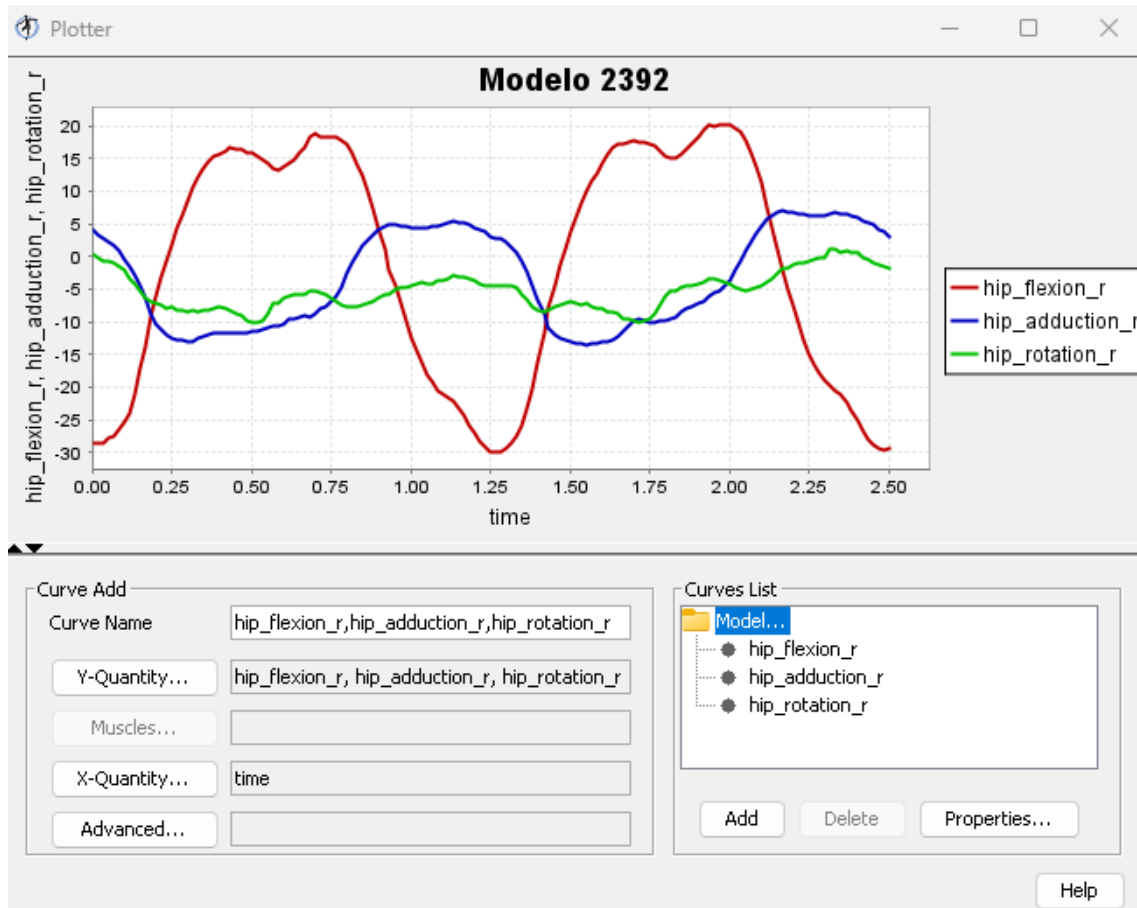 Plotter
Modelo 2392
hip_flexion_r, hip_adduction_r, hip_rotation_r
20
15
10
5
0
-5
-10
-15
-20
-25
-30
0.00 0.25 0.50 0.75 1.00 1.25 1.50 1.75 2.00 2.25 2.50
time
hip_flexion_r
hip_adduction_r
hip_rotation_r
Curve Add
Curve Name hip_flexion_r,hip_adduction_r,hip_rotation_r
Y-Quantity... hip_flexion_r, hip_adduction_r, hip_rotation_r
Muscles...
X-Quantity... time
Advanced...
Curves List
Model...
hip_flexion_r
hip_adduction_r
hip_rotation_r
Add Delete Properties...
Help